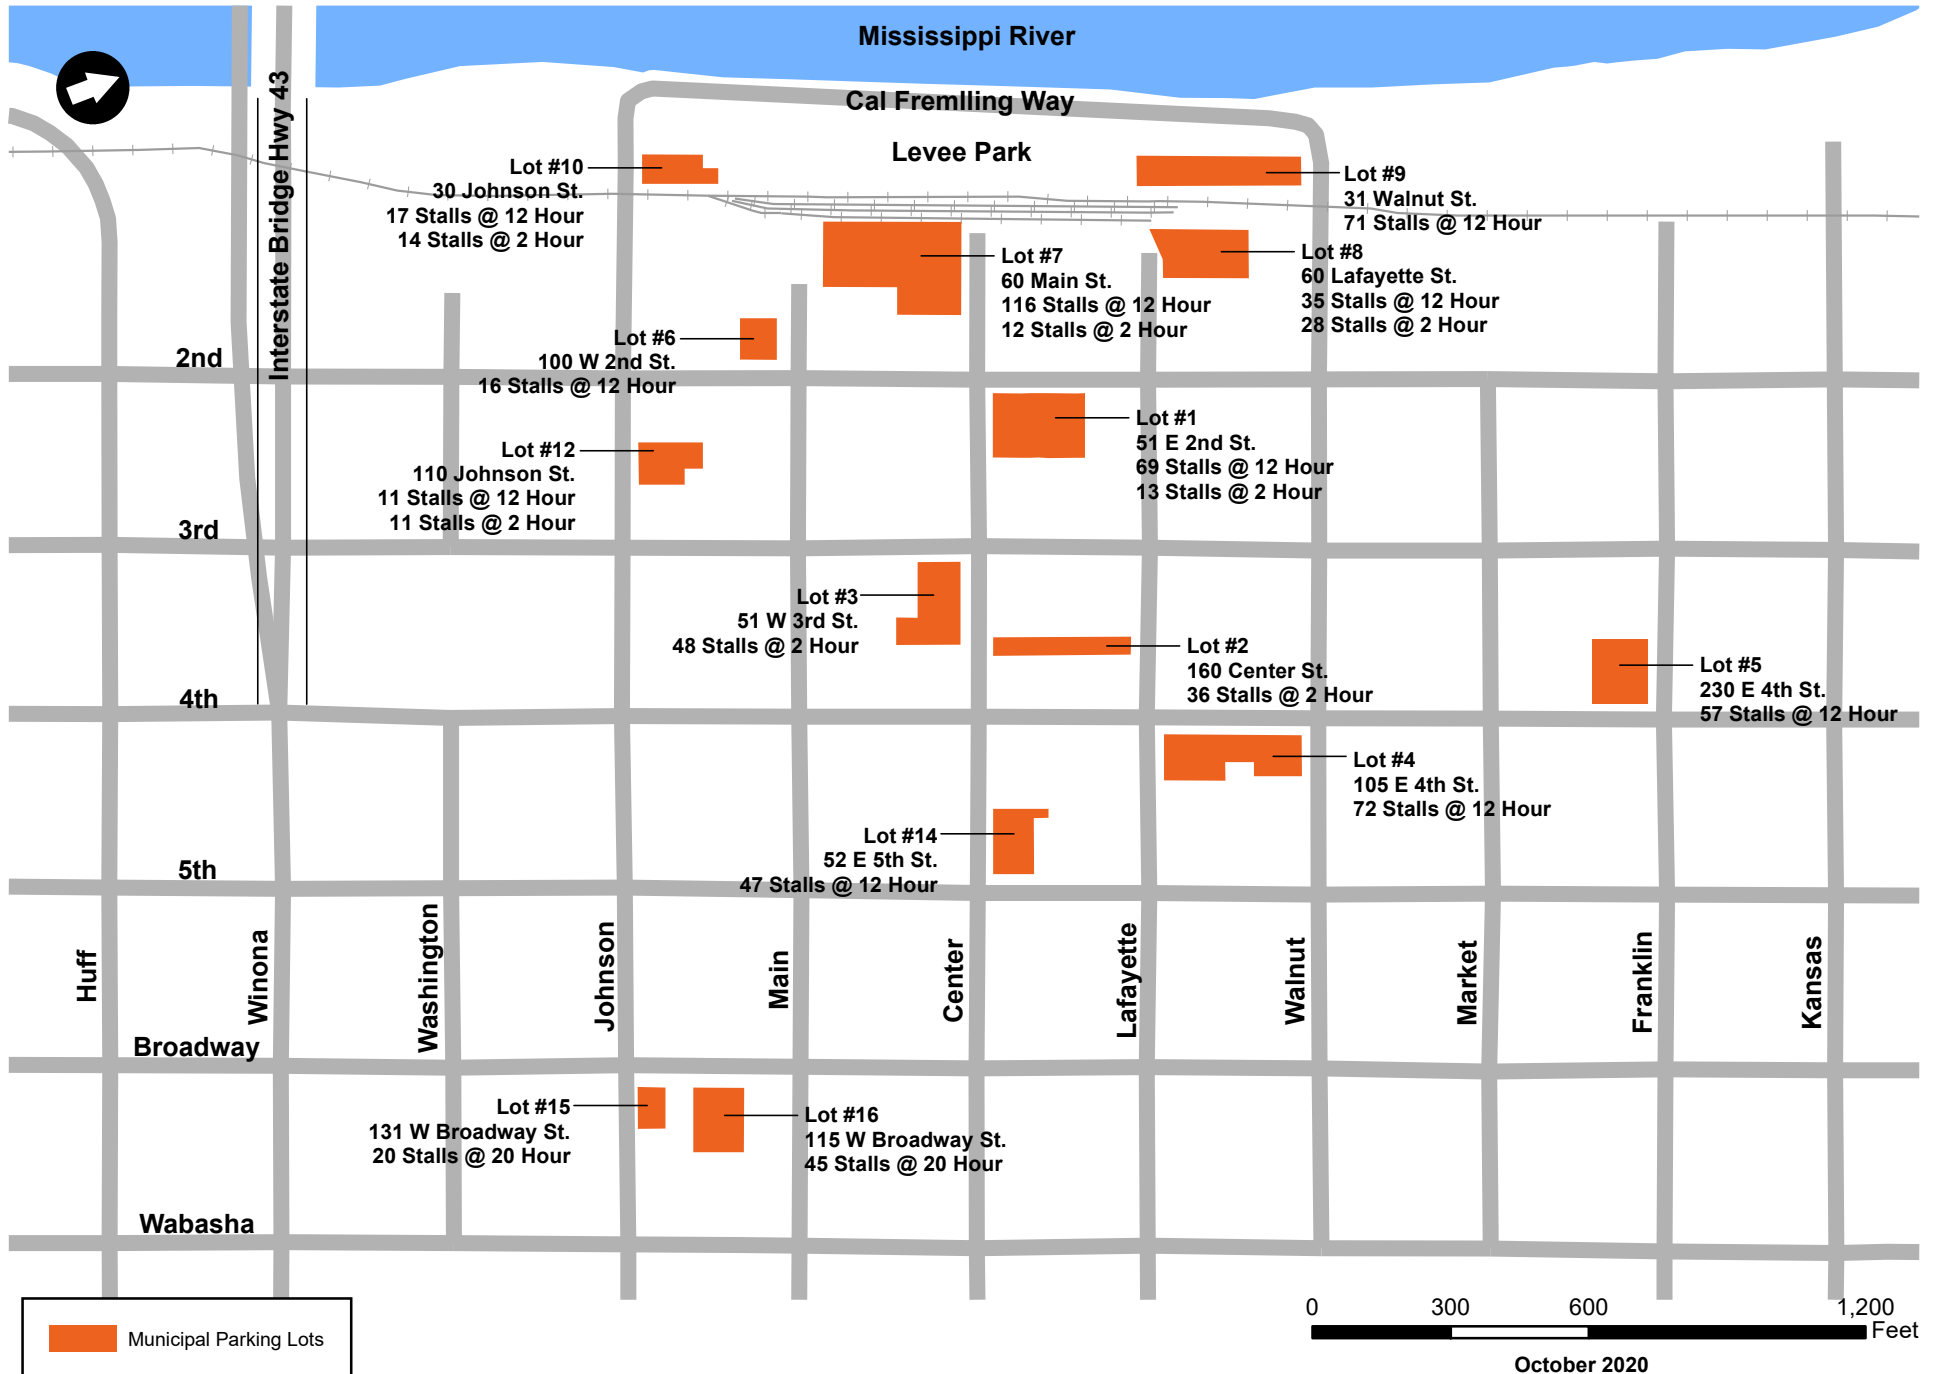 Mississippi River
Cal Fremlling Way
Levee Park
Interstate Bridge Hwy 43
Lot #10
30 Johnson St.
17 Stalls @ 12 Hour
14 Stalls @ 2 Hour
Lot #9
31 Walnut St.
71 Stalls @ 12 Hour
Lot #7
60 Main St.
116 Stalls @ 12 Hour
12 Stalls @ 2 Hour
Lot #8
60 Lafayette St.
35 Stalls @ 12 Hour
28 Stalls @ 2 Hour
Lot #6
100 W 2nd St.
16 Stalls @ 12 Hour
2nd
Lot #1
51 E 2nd St.
69 Stalls @ 12 Hour
13 Stalls @ 2 Hour
Lot #12
110 Johnson St.
11 Stalls @ 12 Hour
11 Stalls @ 2 Hour
3rd
Lot #3
51 W 3rd St.
48 Stalls @ 2 Hour
Lot #2
160 Center St.
36 Stalls @ 2 Hour
Lot #5
230 E 4th St.
57 Stalls @ 12 Hour
4th
Lot #4
105 E 4th St.
72 Stalls @ 12 Hour
Lot #14
52 E 5th St.
47 Stalls @ 12 Hour
5th
Huff
Winona
Washington
Johnson
Main
Center
Lafayette
Walnut
Market
Franklin
Kansas
Broadway
Lot #15
131 W Broadway St.
20 Stalls @ 20 Hour
Lot #16
115 W Broadway St.
45 Stalls @ 20 Hour
Wabasha
Municipal Parking Lots
0 300 600 1,200
Feet
October 2020